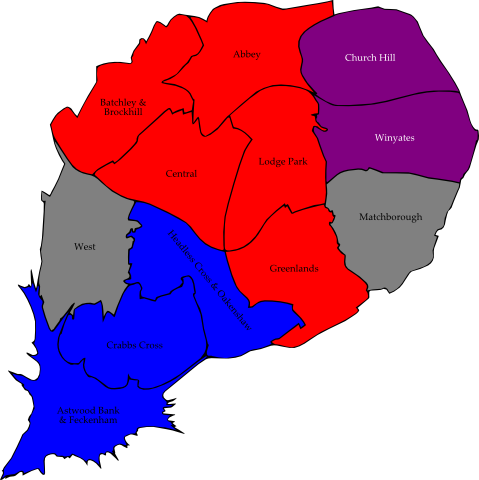 Abbey
Church Hill
Batchley &
Brockhill
Winyates
Lodge Park
Central
Matchborough
West
Headless Cross & Oakenshaw
Greenlands
Crabbs Cross
Astwood Bank
& Feckenham